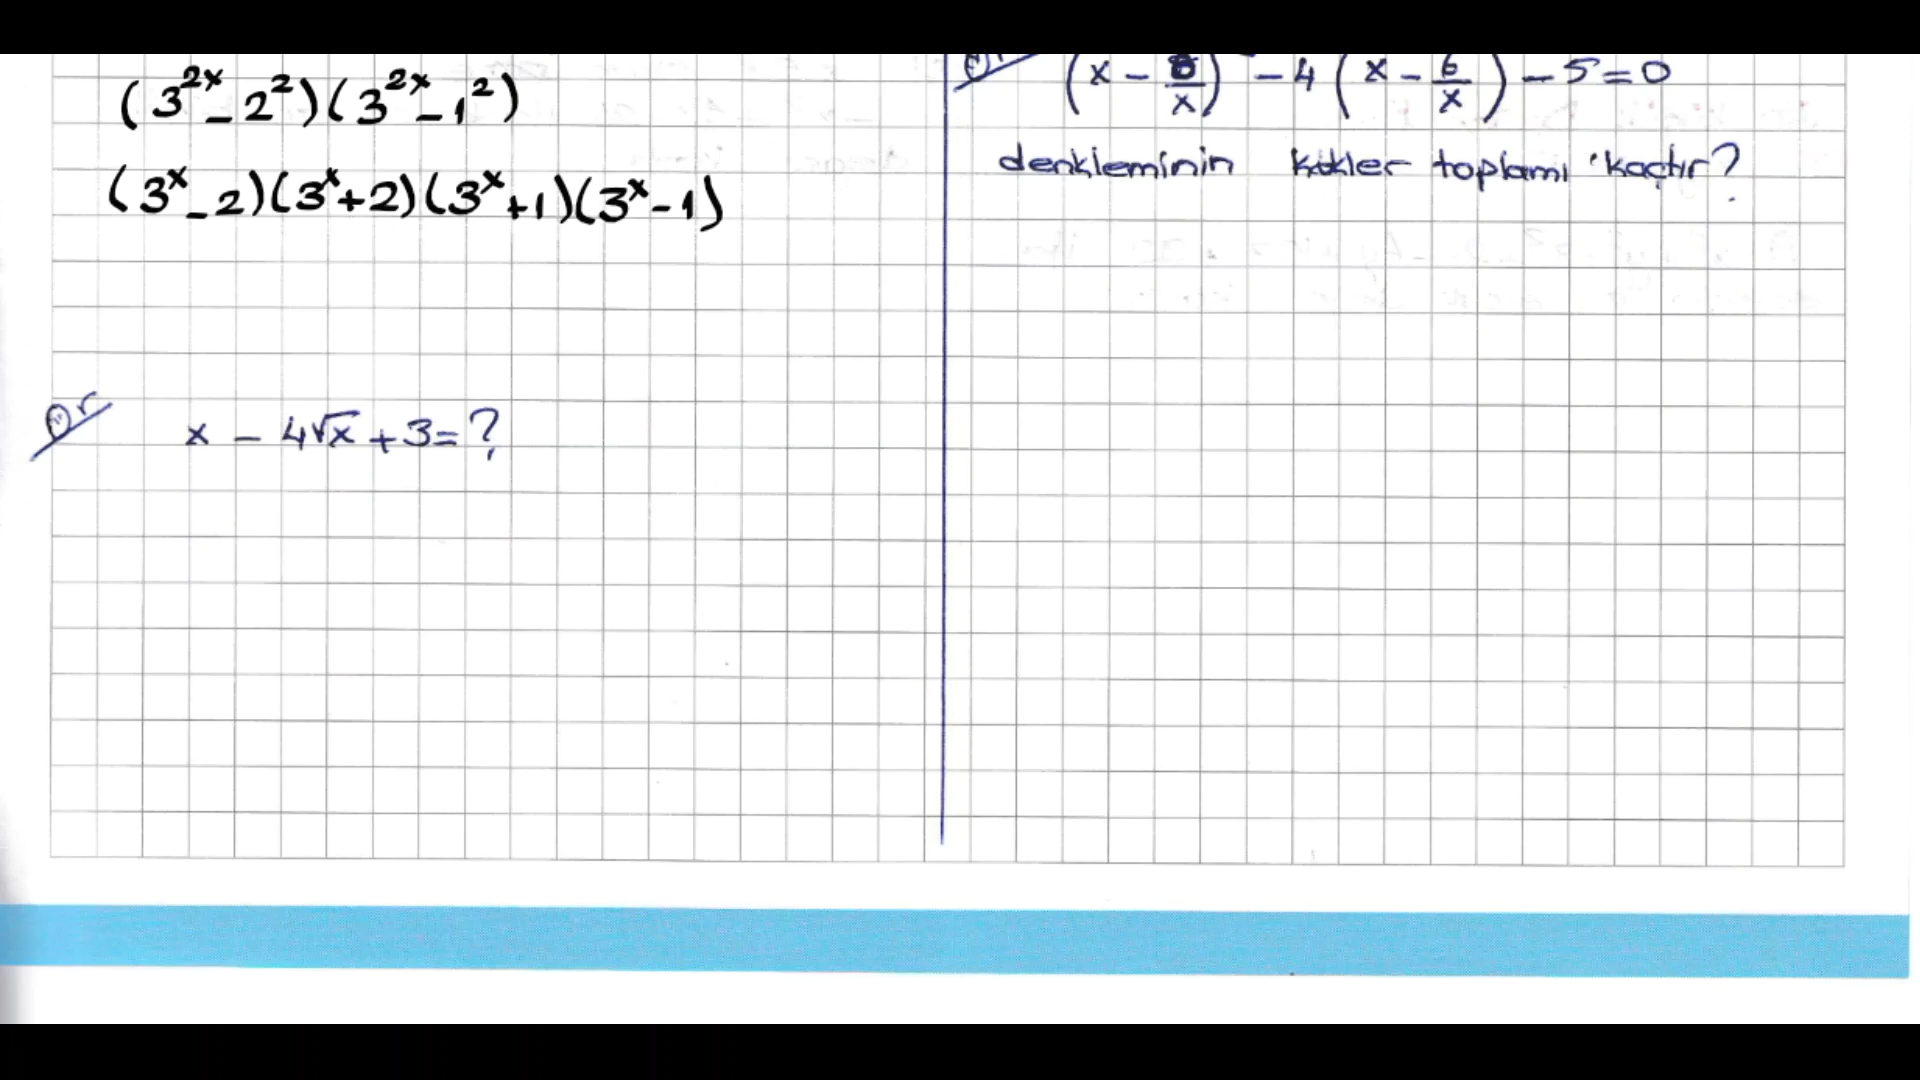 (3^{2x} - 2^2)(3^{2x} - 1^2)
(3^x - 2)(3^x + 2)(3^x + 1)(3^x - 1)
Ör x - 4√x + 3 = ?
(x - 6/x) - 4 (x - 6/x) - 5 = 0
denkleminin kökler toplamı kaçtır?